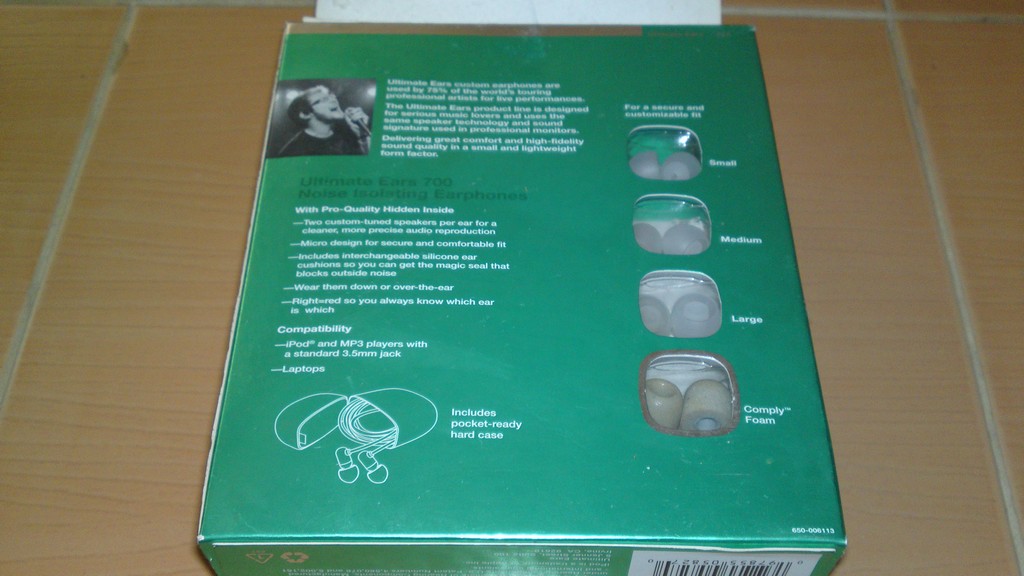 Ultimate Ears custom earphones are
used by 75% of the world's touring
professional artists for live performances.
The Ultimate Ears product line is designed
for serious music lovers and uses the
same speaker technology and sound
signature used in professional monitors.
Delivering great comfort and high-fidelity
sound quality in a small and lightweight
form factor.
Ultimate Ears 700
Noise Isolating Earphones
With Pro-Quality Hidden Inside
—Two custom-tuned speakers per ear for a
cleaner, more precise audio reproduction
—Micro design for secure and comfortable fit
—Includes interchangeable silicone ear
cushions so you can get the magic seal that
blocks outside noise
—Wear them down or over-the-ear
—Right=red so you always know which ear
is which
Compatibility
—iPod® and MP3 players with
a standard 3.5mm jack
—Laptops
Includes
pocket-ready
hard case
For a secure and
customizable fit
Small
Medium
Large
Comply™
Foam
650-006113